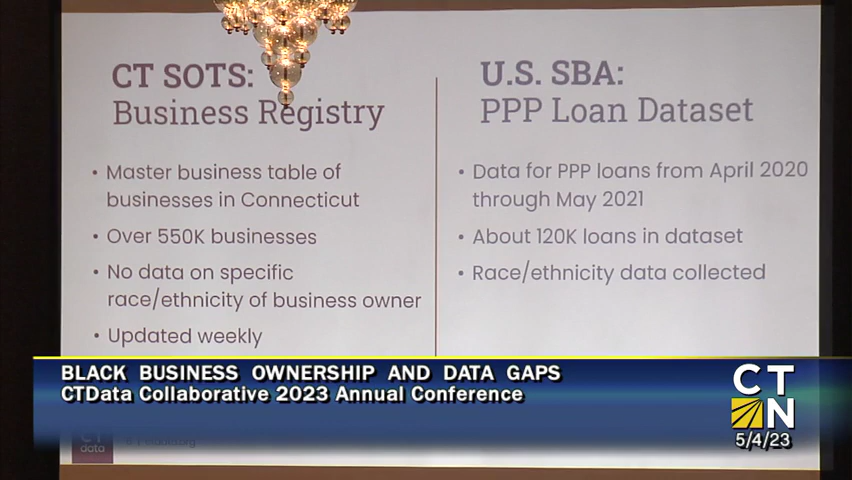 CT SOTS:
Business Registry
• Master business table of
businesses in Connecticut
• Over 550K businesses
• No data on specific
race/ethnicity of business owner
• Updated weekly
U.S. SBA:
PPP Loan Dataset
• Data for PPP loans from April 2020
through May 2021
• About 120K loans in dataset
• Race/ethnicity data collected
BLACK BUSINESS OWNERSHIP AND DATA GAPS
CTData Collaborative 2023 Annual Conference
CT
N
5/4/23
CT
data